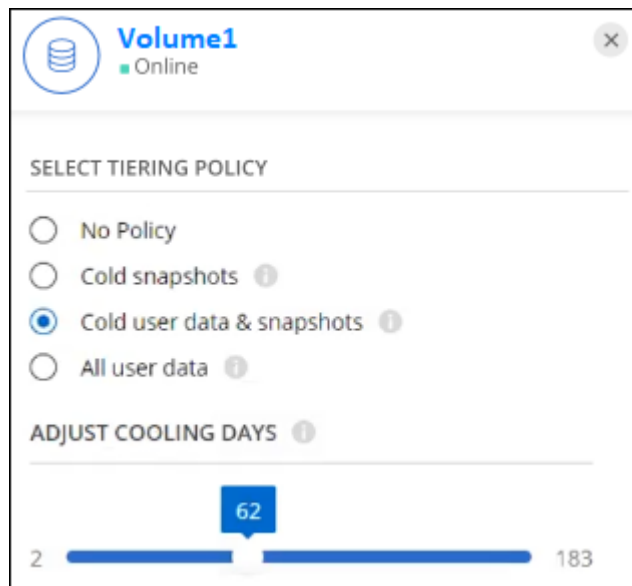 Volume1
Online
SELECT TIERING POLICY
No Policy
Cold snapshots
Cold user data & snapshots
All user data
ADJUST COOLING DAYS
62
2 183